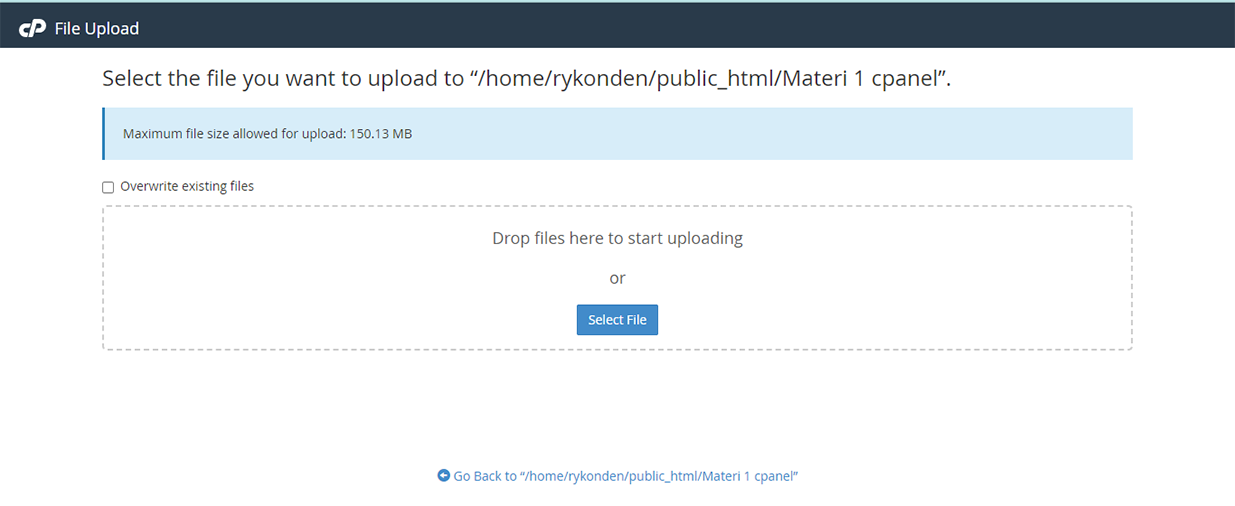 cP File Upload
Select the file you want to upload to “/home/rykonden/public_html/Materi 1 cpanel”.
Maximum file size allowed for upload: 150.13 MB
Overwrite existing files
Drop files here to start uploading
or
Select File
Go Back to “/home/rykonden/public_html/Materi 1 cpanel”